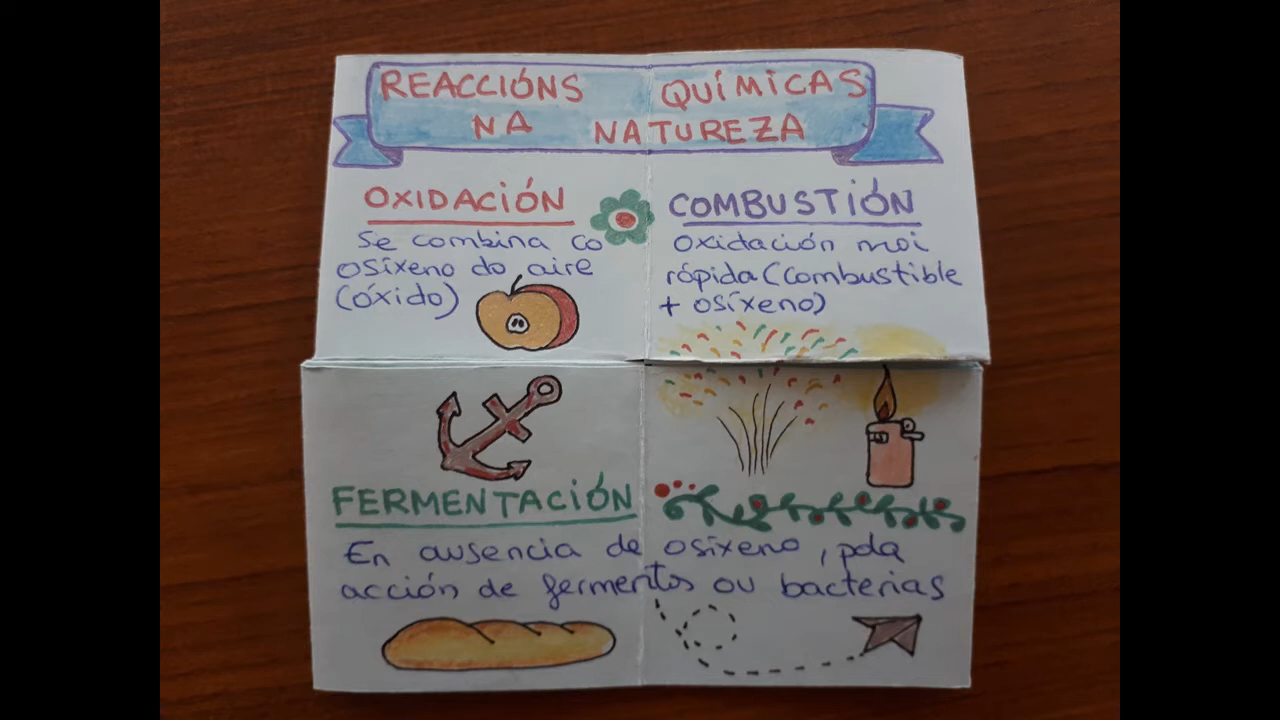 REACCIÓNS QUÍMICAS
NA NATUREZA
OXIDACIÓN
Se combina co
osíxeno do aire
(óxido)
COMBUSTIÓN
Oxidación moi
rápida (combustible
+ osíxeno)
FERMENTACIÓN
En ausencia de osíxeno, pola
acción de fermentos ou bacterias